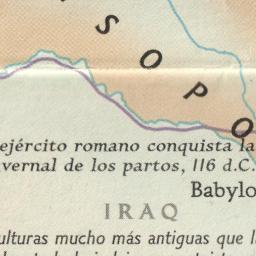 S O P O
ejército romano conquista la
vernal de los partos, 116 d.C.
Babylo
IRAQ
ulturas mucho más antiguas que l